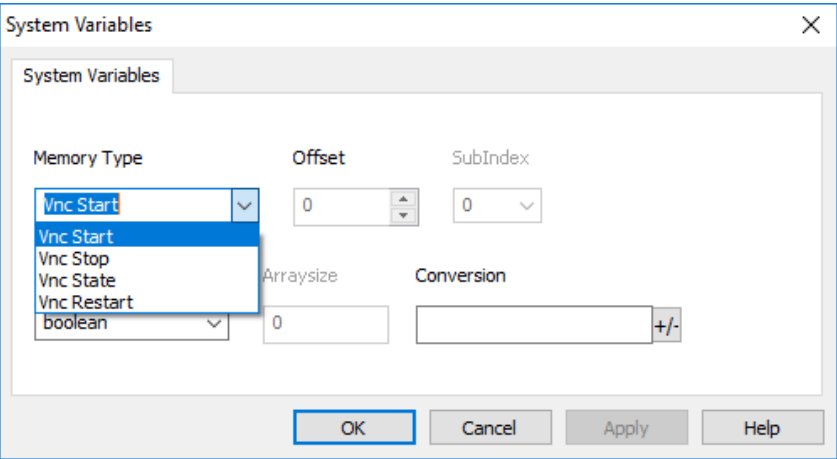 System Variables
System Variables
Memory Type Offset SubIndex
Vnc Start 0 0
Vnc Start
Vnc Stop
Vnc State
Vnc Restart
Arraysize Conversion
boolean 0 +/-
OK Cancel Apply Help